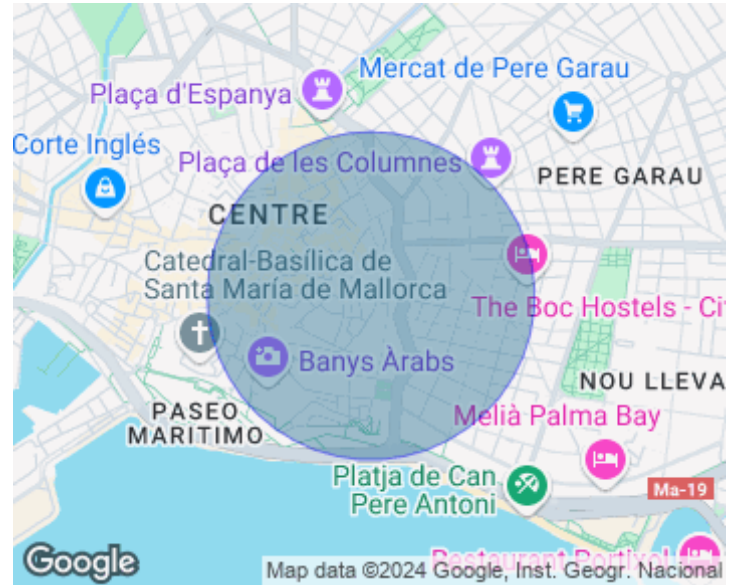 Mercat de Pere Garau
Plaça d'Espanya
Corte Inglés
Plaça de les Columnes
PERE GARAU
CENTRE
Catedral-Basílica de
Santa María de Mallorca
The Boc Hostels - Ci
Banys Àrabs
NOU LLEVA
PASEO
MARITIMO
Melià Palma Bay
Platja de Can
Pere Antoni
Ma-19
Restaurant Portixol
Google
Map data ©2024 Google, Inst. Geogr. Nacional